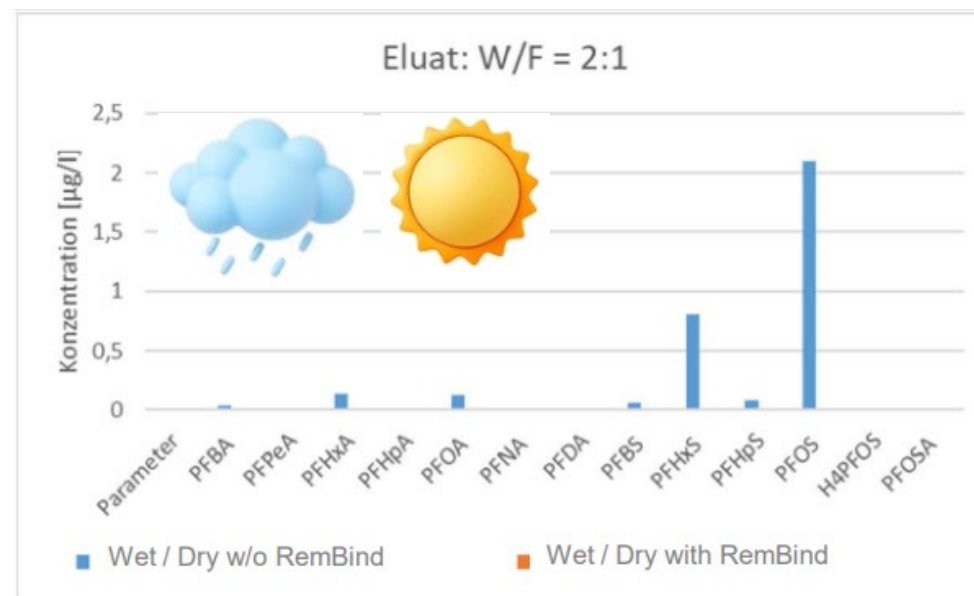 Eluat: W/F = 2:1
Konzentration [µg/l]
2,5
2
1,5
1
0,5
0
Parameter
PFBA
PFPeA
PFHxA
PFHpA
PFOA
PFNA
PFDA
PFBS
PFHxS
PFHpS
PFOS
H4PFOS
PFOSA
Wet / Dry w/o RemBind
Wet / Dry with RemBind